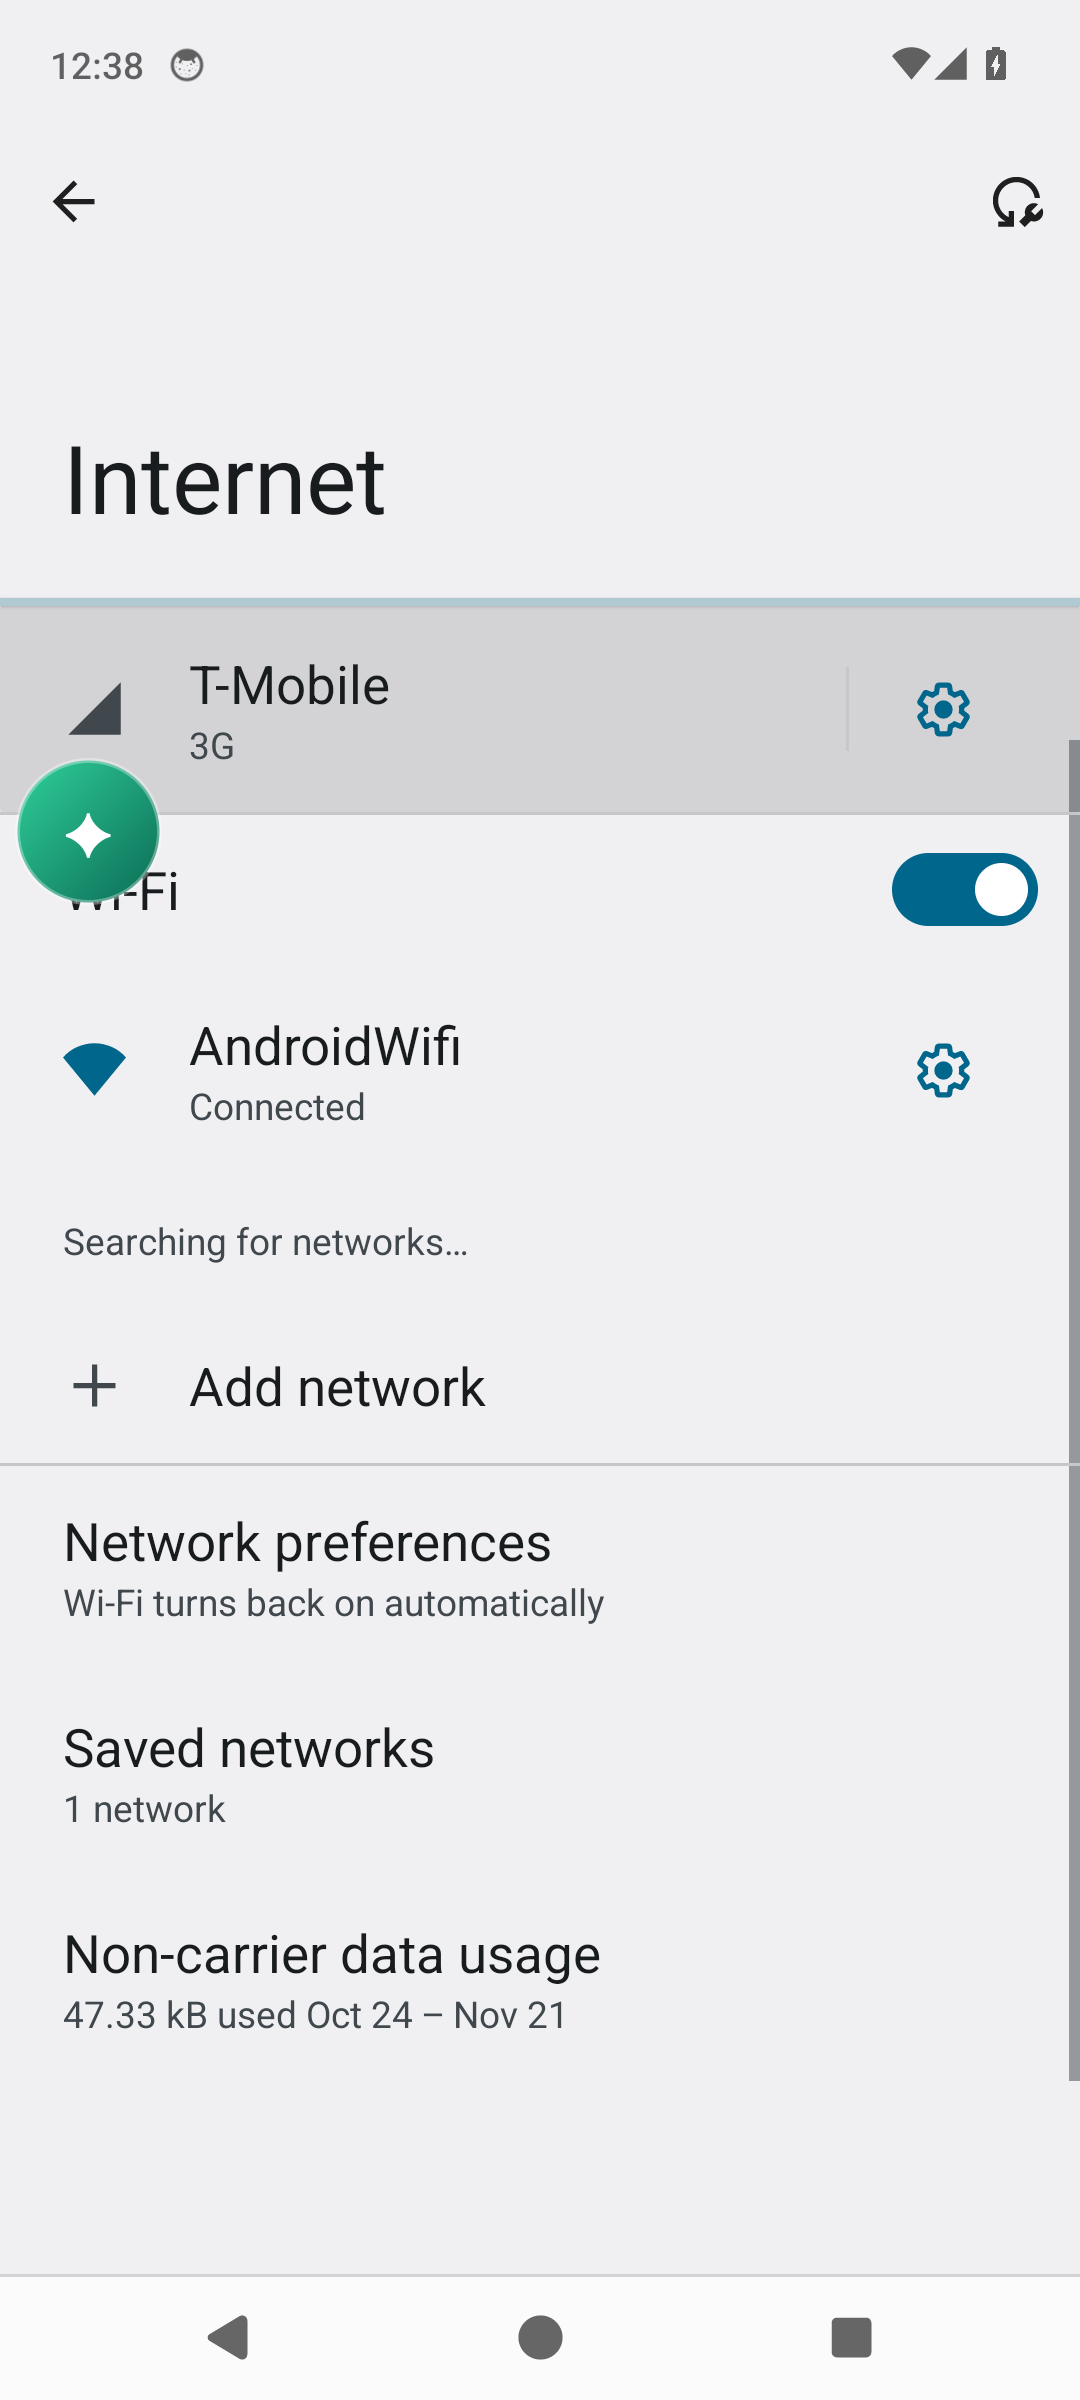 12:38
Internet
T-Mobile
3G
Wi-Fi
AndroidWifi
Connected
Searching for networks…
Add network
Network preferences
Wi-Fi turns back on automatically
Saved networks
1 network
Non-carrier data usage
47.33 kB used Oct 24 – Nov 21